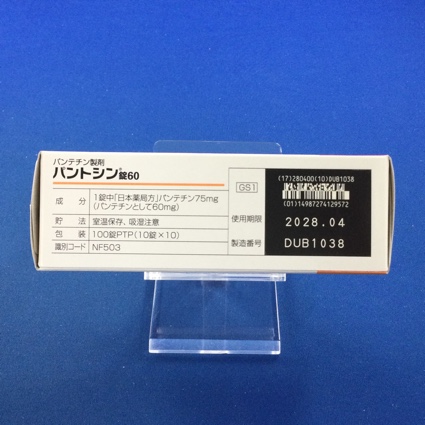 パンテチン製剤
パントシン®錠60
成分 1錠中「日本薬局方」パンテチン75mg
(パンテチンとして60mg)
貯法 室温保存、吸湿注意
包装 100錠PTP(10錠×10)
識別コード NF503
GS1
使用期限
製造番号
(17)280400(10)DUB1038
(01)14987274129572
2028.04
DUB1038